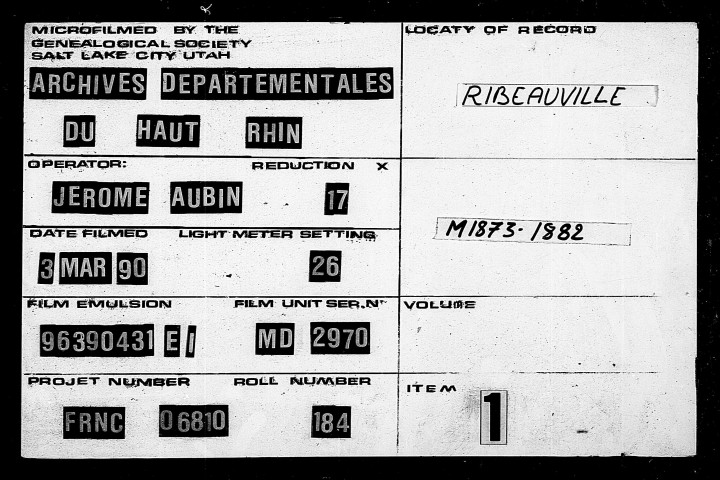 MICROFILMED BY THE
GENEALOGICAL SOCIETY
SALT LAKE CITY UTAH
ARCHIVES DEPARTEMENTALES
DU HAUT RHIN
OPERATOR: REDUCTION X
JEROME AUBIN 17
DATE FILMED LIGHT METER SETTING
3 MAR 90 26
FILM EMULSION FILM UNIT SER.Nº
96390431 E I MD 2970
PROJET NUMBER ROLL NUMBER
FRNC 06810 184
LOCATY OF RECORD
RIBEAUVILLE
M1873-1882
VOLUME
ITEM 1